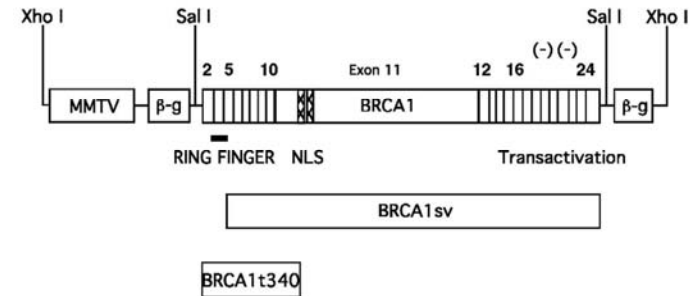 Xho I Sal I Sal I Xho I
(-) (-)
2 5 10 Exon 11 12 16 24
MMTV β-g BRCA1 β-g
RING FINGER NLS Transactivation
BRCA1sv
BRCA1t340